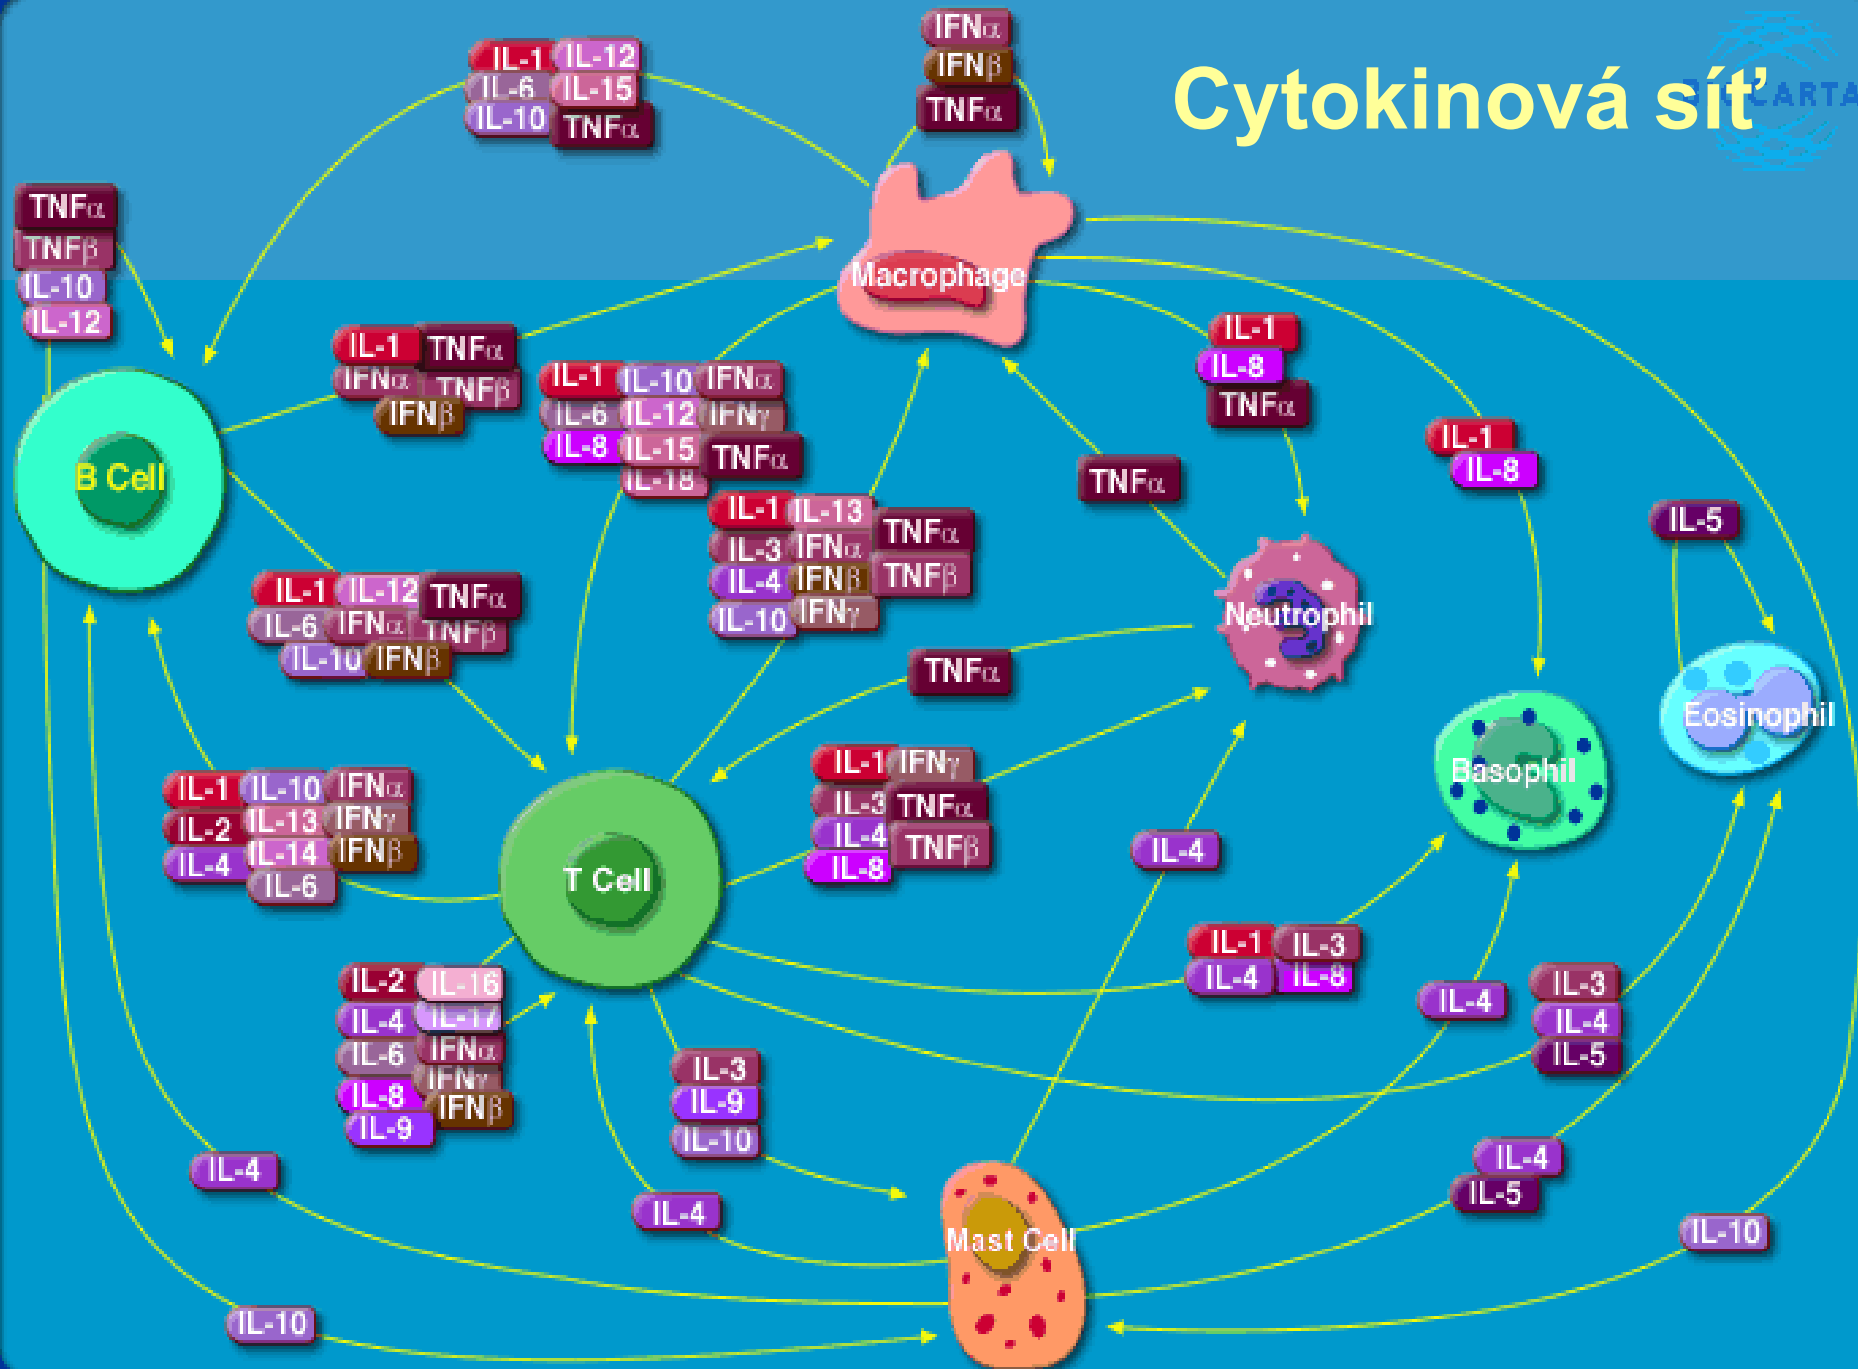 Cytokinová síť
BIOCARTA
IFNα
IFNβ
TNFα
IL-1 IL-12
IL-6 IL-15
IL-10 TNFα
TNFα
TNFβ
IL-10
IL-12
Macrophage
IL-1 TNFα
IFNα TNFβ
IFNβ
IL-1 IL-10 IFNα
IL-6 IL-12 IFNγ
IL-8 IL-15 TNFα
IL-18
IL-1
IL-8
TNFα
IL-1
IL-8
B Cell
TNFα
IL-1 IL-13 TNFα
IL-3 IFNα
IL-4 IFNβ TNFβ
IL-10 IFNγ
IL-5
IL-1 IL-12 TNFα
IL-6 IFNα TNFβ
IL-10 IFNβ
Neutrophil
TNFα
Eosinophil
Basophil
IL-1 IL-10 IFNα
IL-2 IL-13 IFNγ
IL-4 IL-14 IFNβ
IL-6
IL-1 IFNγ
IL-3 TNFα
IL-4 TNFβ
IL-8
IL-4
T Cell
IL-1 IL-3
IL-4 IL-8
IL-2 IL-16
IL-4 IL-17
IL-6 IFNα
IFNγ
IL-8 IFNβ
IL-9
IL-4
IL-3
IL-4
IL-5
IL-3
IL-9
IL-10
IL-4
IL-4
IL-4
IL-5
Mast Cell
IL-10
IL-10